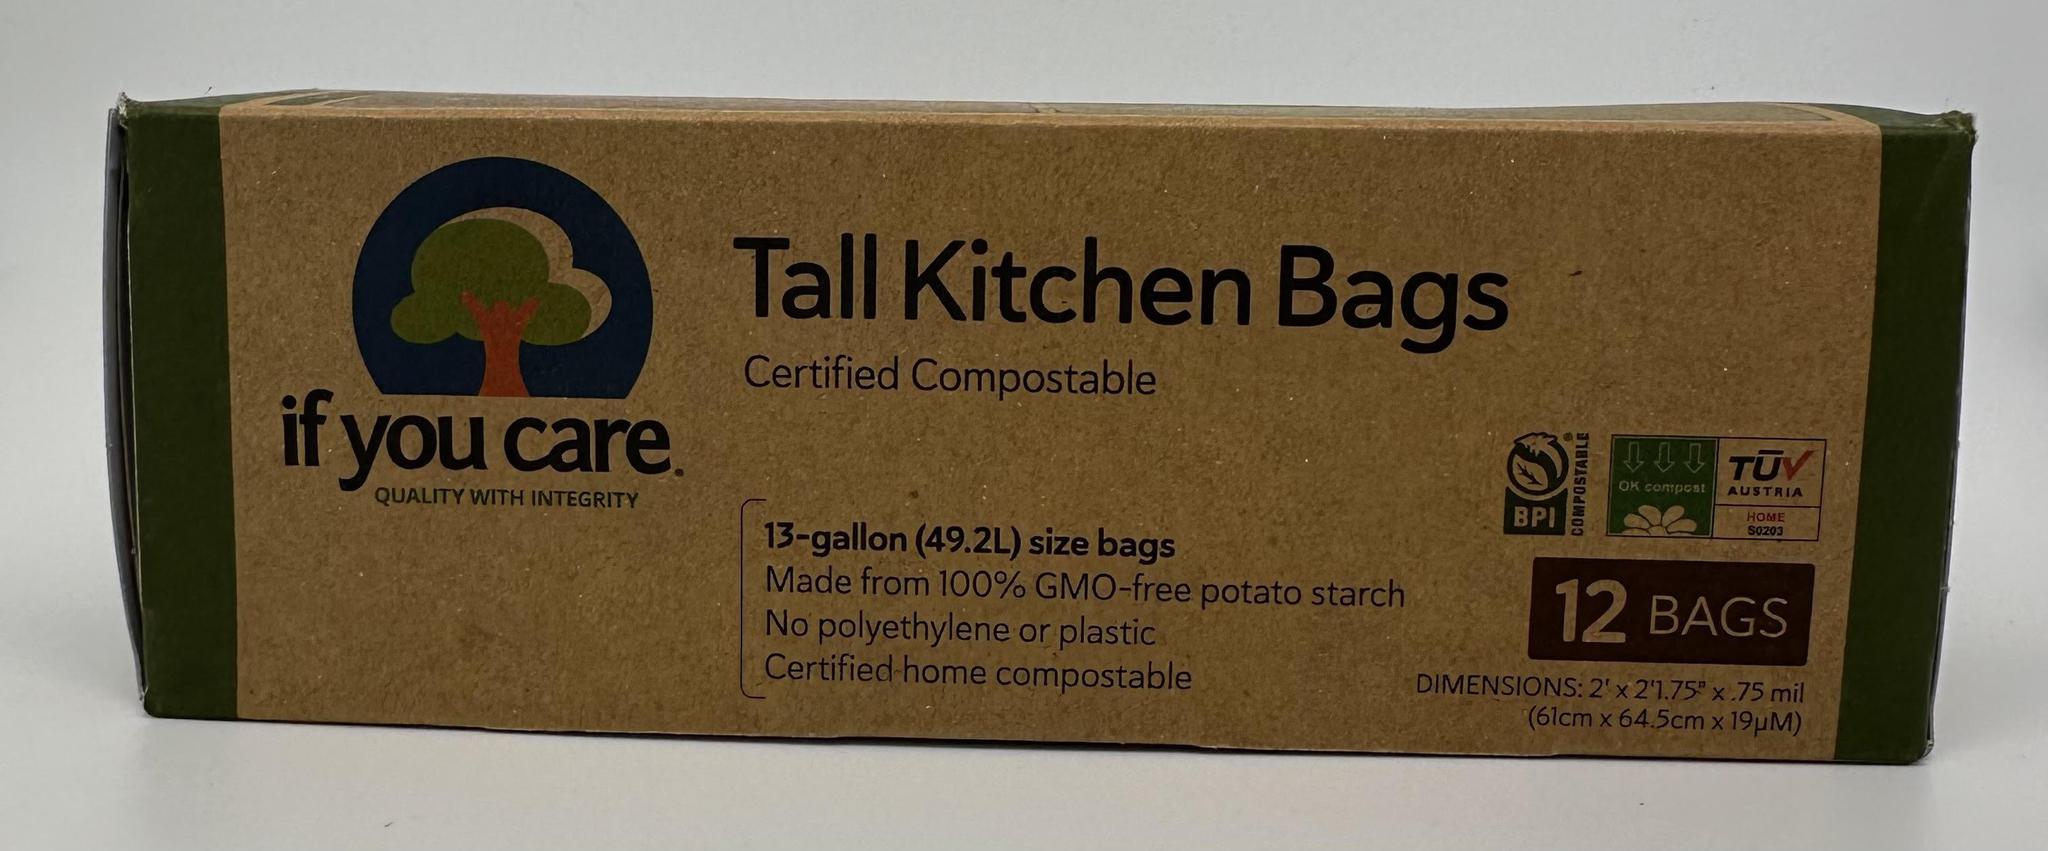 Tall Kitchen Bags
Certified Compostable
if you care.
QUALITY WITH INTEGRITY
13-gallon (49.2L) size bags
Made from 100% GMO-free potato starch
No polyethylene or plastic
Certified home compostable
BPI
COMPOSTABLE
OK compost
TÜV
AUSTRIA
HOME
S0203
12 BAGS
DIMENSIONS: 2' x 2'1.75" x .75 mil
(61cm x 64.5cm x 19µM)